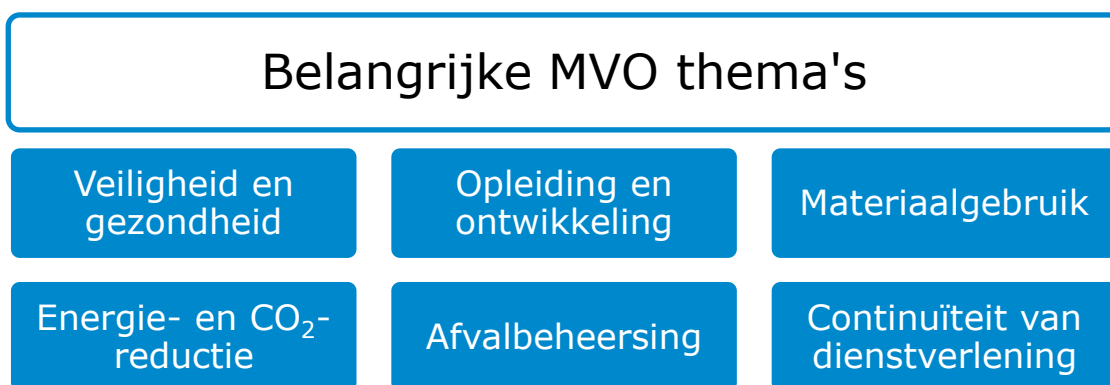 Belangrijke MVO thema's
Veiligheid en
gezondheid
Opleiding en
ontwikkeling
Materiaalgebruik
Energie- en CO₂-
reductie
Afvalbeheersing
Continuïteit van
dienstverlening